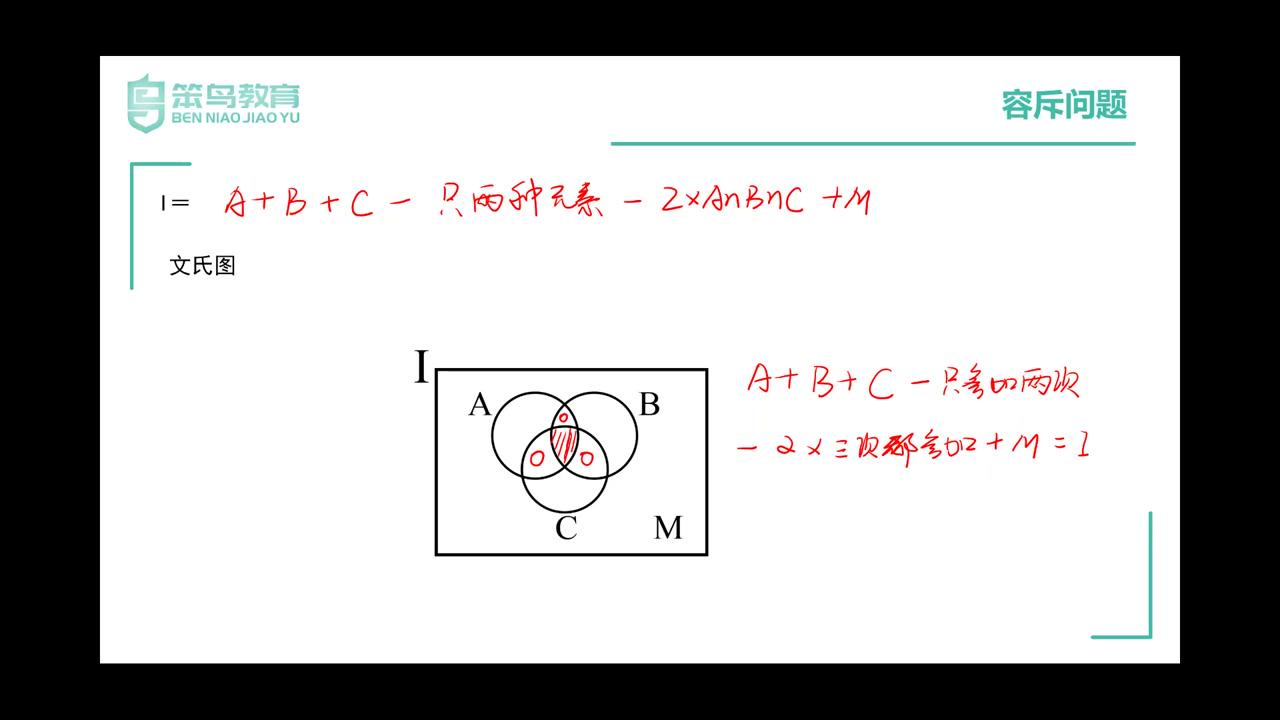 笨鸟教育
BEN NIAO JIAO YU
容斥问题
I= A+B+C-只两种元素-2×A∩B∩C+M
文氏图
I
A
B
C
M
A+B+C-只参加两次
-2×三次都参加+M=I